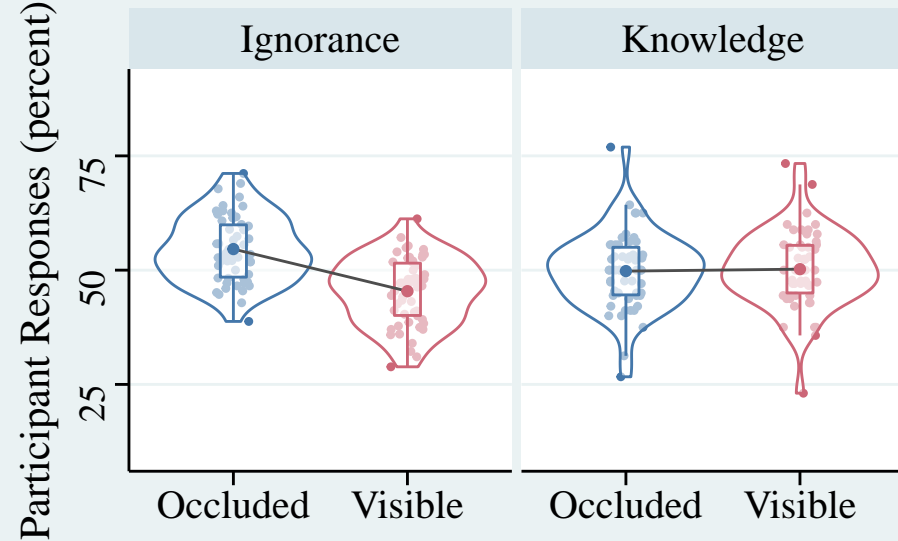 Ignorance
Knowledge
Participant Responses (percent)
75
50
25
Occluded
Visible
Occluded
Visible